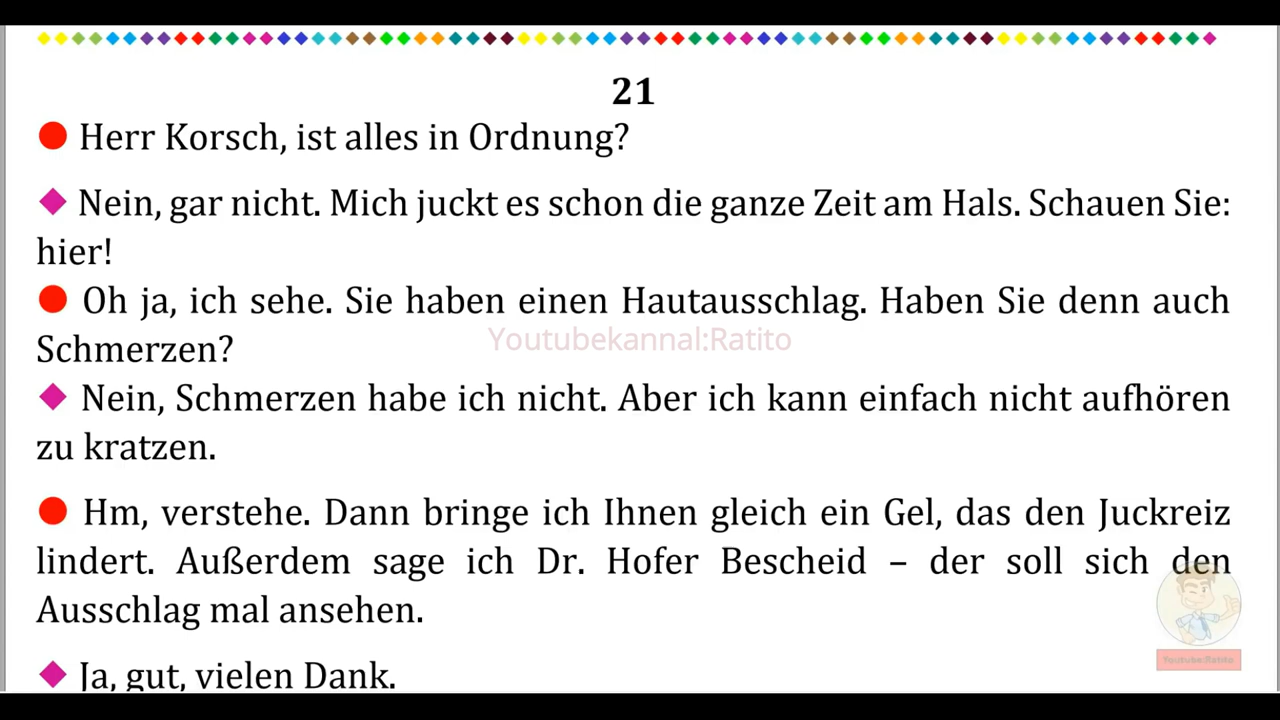 21
Herr Korsch, ist alles in Ordnung?
Nein, gar nicht. Mich juckt es schon die ganze Zeit am Hals. Schauen Sie:
hier!
Oh ja, ich sehe. Sie haben einen Hautausschlag. Haben Sie denn auch
Youtubekannal:Ratito
Schmerzen?
Nein, Schmerzen habe ich nicht. Aber ich kann einfach nicht aufhören
zu kratzen.
Hm, verstehe. Dann bringe ich Ihnen gleich ein Gel, das den Juckreiz
lindert. Außerdem sage ich Dr. Hofer Bescheid – der soll sich den
Ausschlag mal ansehen.
Youtube:Ratito
Ja, gut, vielen Dank.